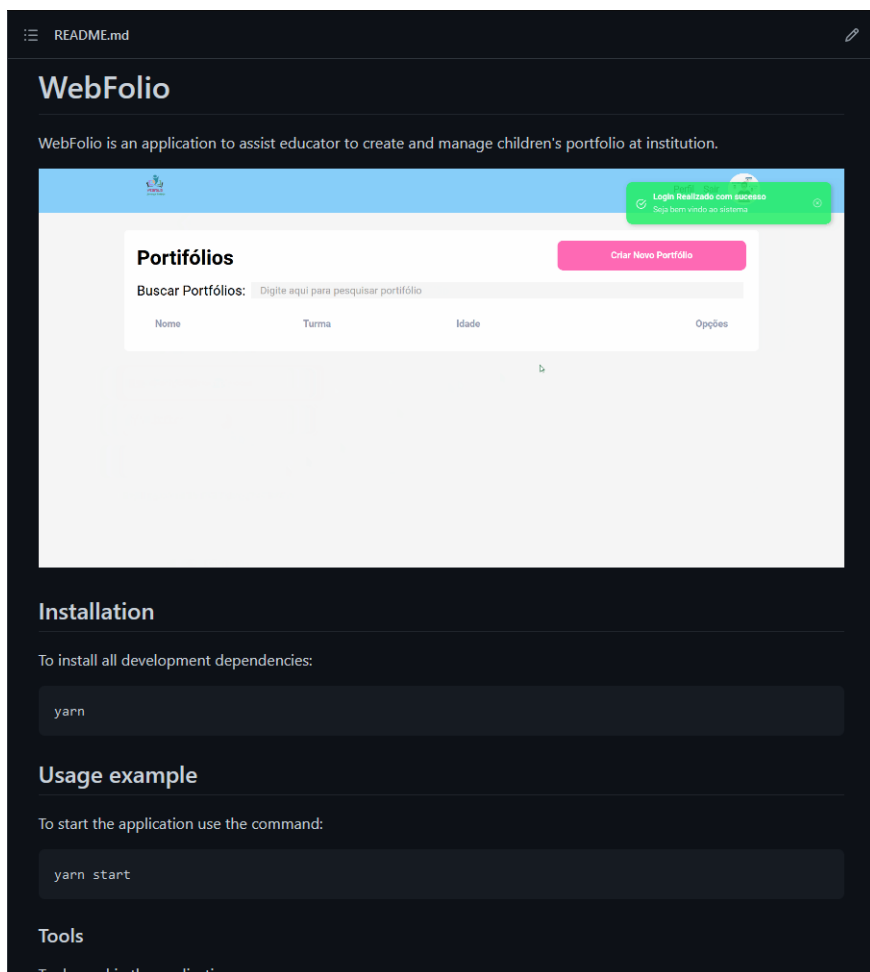 README.md
WebFolio
WebFolio is an application to assist educator to create and manage children's portfolio at institution.
Perfil Sair
Login Realizado com sucesso
Seja bem vindo ao sistema
Portifólios
Criar Novo Portfólio
Buscar Portfólios: Digite aqui para pesquisar portifólio
Nome Turma Idade Opções
Installation
To install all development dependencies:
yarn
Usage example
To start the application use the command:
yarn start
Tools